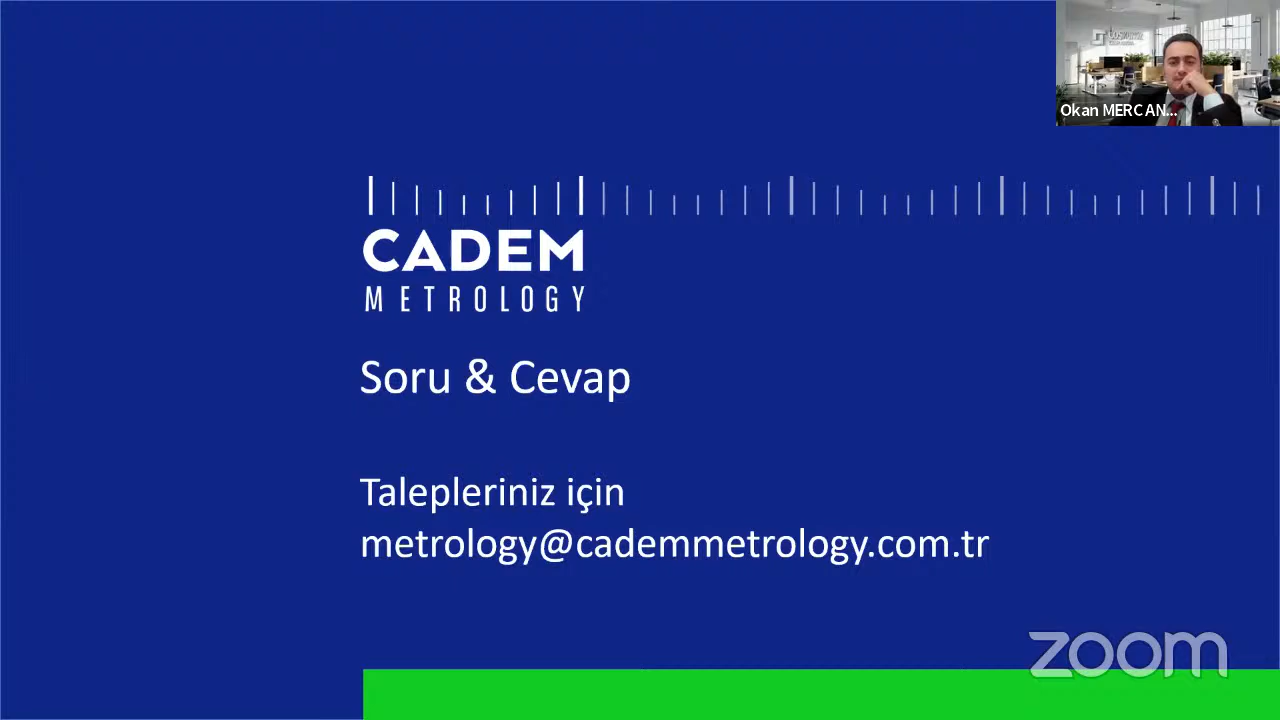 Okan MERCAN...
CADEM
METROLOGY
Soru & Cevap
Talepleriniz için
metrology@cademmetrology.com.tr
zoom